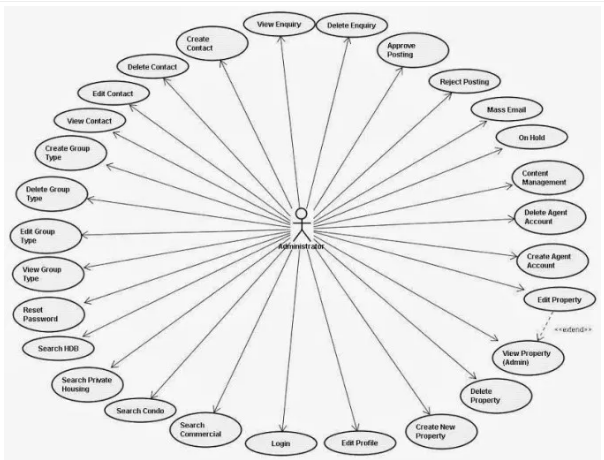 View Enquiry
Delete Enquiry
Create
Contact
Approve
Posting
Delete Contact
Reject Posting
Edit Contact
Mass Email
View Contact
On Hold
Create Group
Type
Content
Management
Delete Group
Type
Delete Agent
Account
Administrator
Edit Group
Type
Create Agent
Account
View Group
Type
Edit Property
Reset
Password
<<extend>>
Search HDB
View Property
(Admin)
Search Private
Housing
Delete
Property
Search Condo
Search
Commercial
Create New
Property
Login
Edit Profile